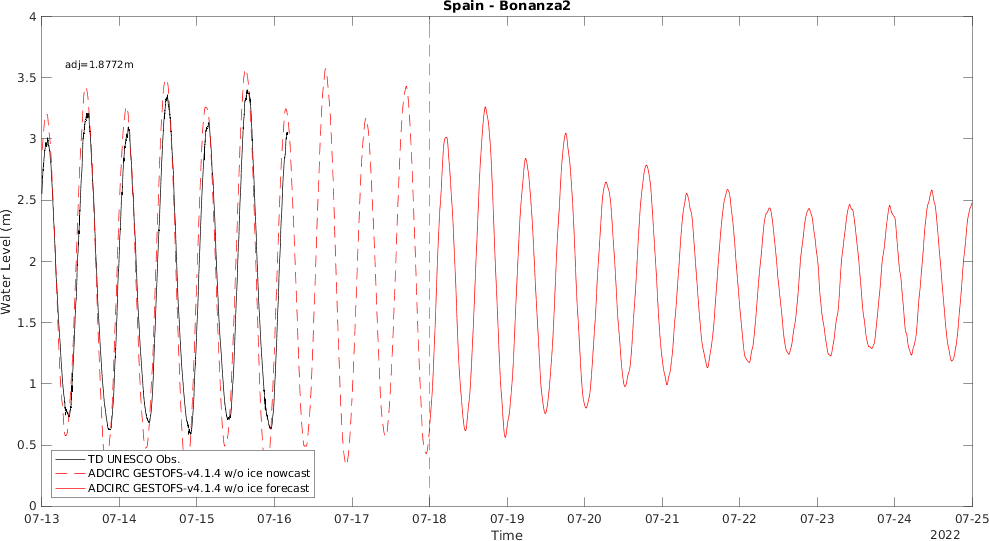 Spain - Bonanza2
adj=1.8772m
Water Level (m)
4
3.5
3
2.5
2
1.5
1
0.5
0
TD UNESCO Obs.
ADCIRC GESTOFS-v4.1.4 w/o ice nowcast
ADCIRC GESTOFS-v4.1.4 w/o ice forecast
07-13 07-14 07-15 07-16 07-17 07-18 07-19 07-20 07-21 07-22 07-23 07-24 07-25
Time
2022